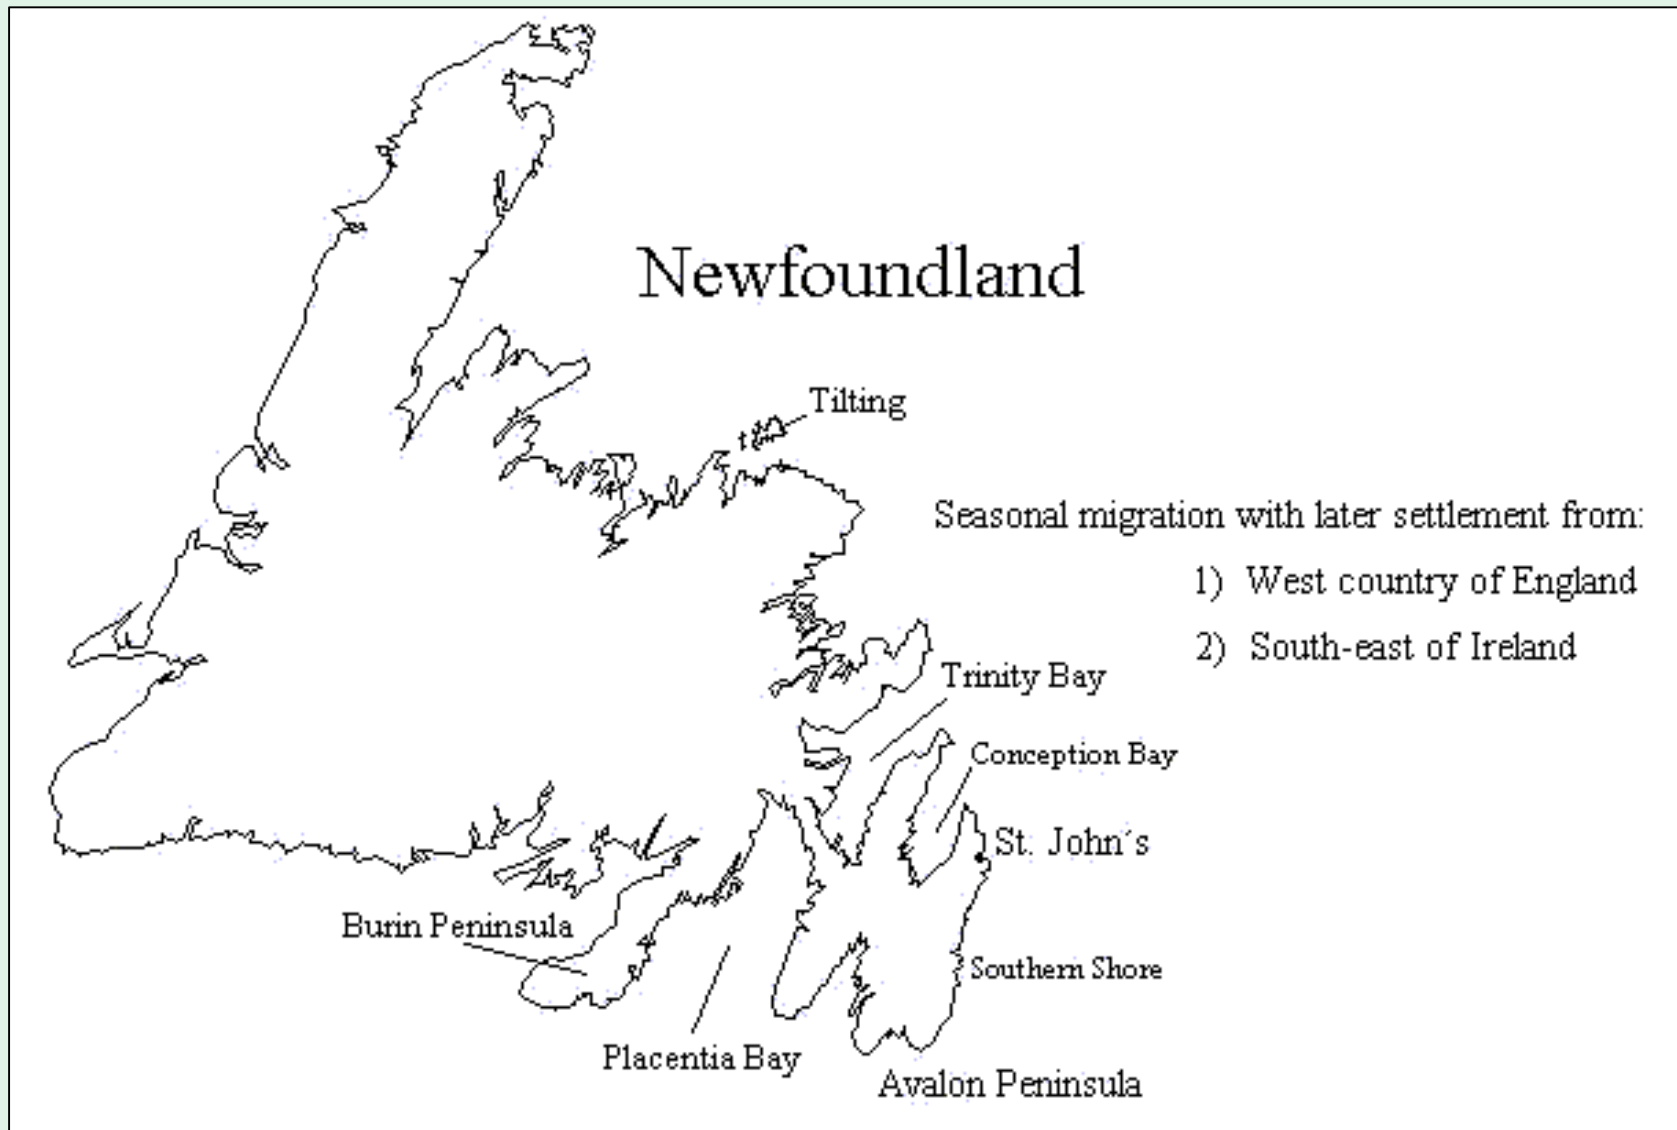 Newfoundland
Tilting
Seasonal migration with later settlement from:
1) West country of England
2) South-east of Ireland
Trinity Bay
Conception Bay
St. John´s
Burin Peninsula
Southern Shore
Placentia Bay
Avalon Peninsula